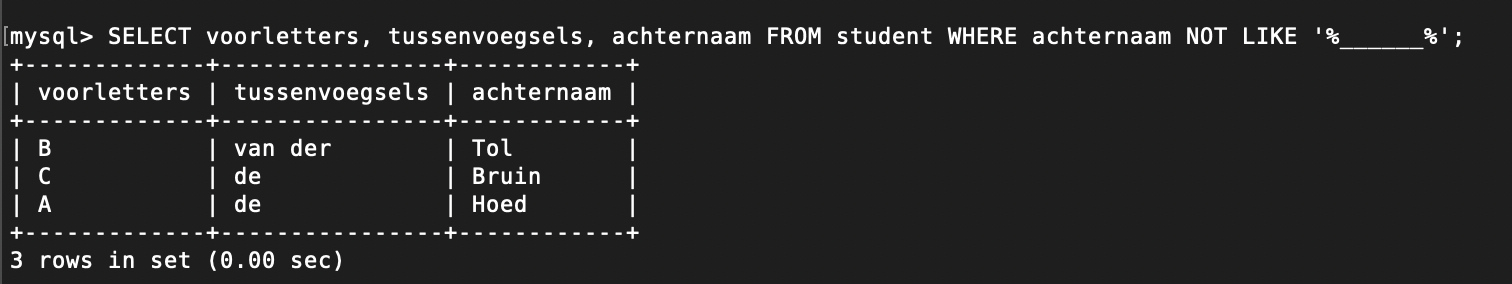 [mysql> SELECT voorletters, tussenvoegsels, achternaam FROM student WHERE achternaam NOT LIKE '%______%';
+-------------+----------------+------------+
| voorletters | tussenvoegsels | achternaam |
+-------------+----------------+------------+
| B           | van der        | Tol        |
| C           | de             | Bruin      |
| A           | de             | Hoed       |
+-------------+----------------+------------+
3 rows in set (0.00 sec)